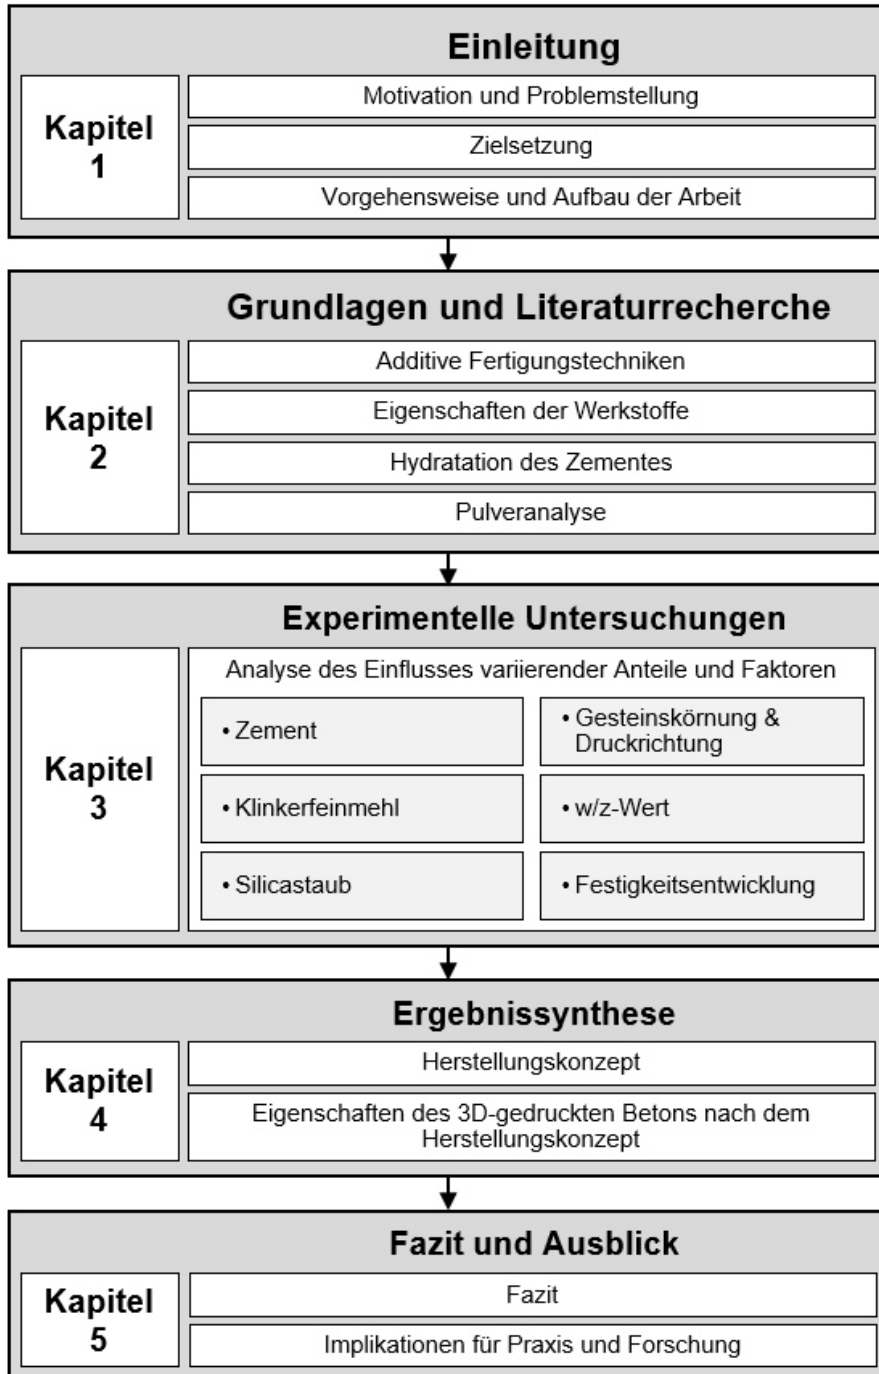 Einleitung
Kapitel
1
Motivation und Problemstellung
Zielsetzung
Vorgehensweise und Aufbau der Arbeit
Grundlagen und Literaturrecherche
Kapitel
2
Additive Fertigungstechniken
Eigenschaften der Werkstoffe
Hydratation des Zementes
Pulveranalyse
Experimentelle Untersuchungen
Kapitel
3
Analyse des Einflusses variierender Anteile und Faktoren
• Zement
• Gesteinskörnung &
Druckrichtung
• Klinkerfeinmehl
• w/z-Wert
• Silicastaub
• Festigkeitsentwicklung
Ergebnissynthese
Kapitel
4
Herstellungskonzept
Eigenschaften des 3D-gedruckten Betons nach dem
Herstellungskonzept
Fazit und Ausblick
Kapitel
5
Fazit
Implikationen für Praxis und Forschung